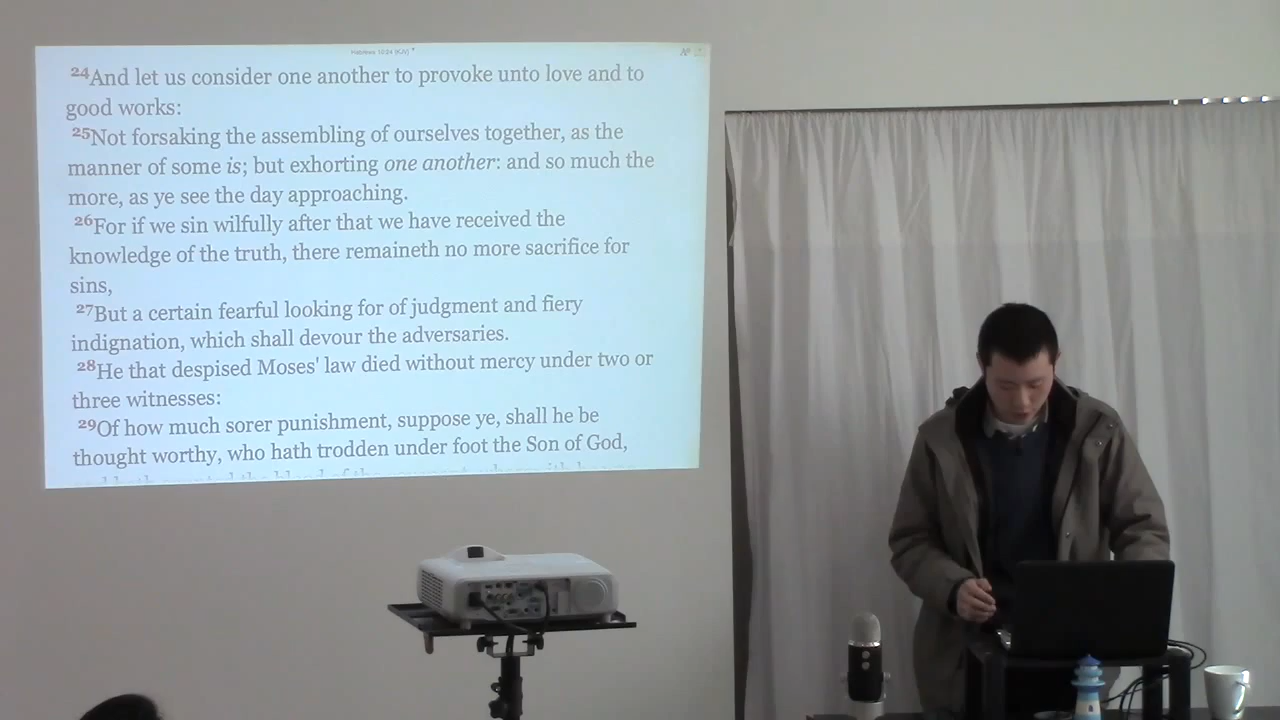 Hebrews 10:24 (KJV)
24And let us consider one another to provoke unto love and to
good works:
25Not forsaking the assembling of ourselves together, as the
manner of some is; but exhorting one another: and so much the
more, as ye see the day approaching.
26For if we sin wilfully after that we have received the
knowledge of the truth, there remaineth no more sacrifice for
sins,
27But a certain fearful looking for of judgment and fiery
indignation, which shall devour the adversaries.
28He that despised Moses' law died without mercy under two or
three witnesses:
29Of how much sorer punishment, suppose ye, shall he be
thought worthy, who hath trodden under foot the Son of God,